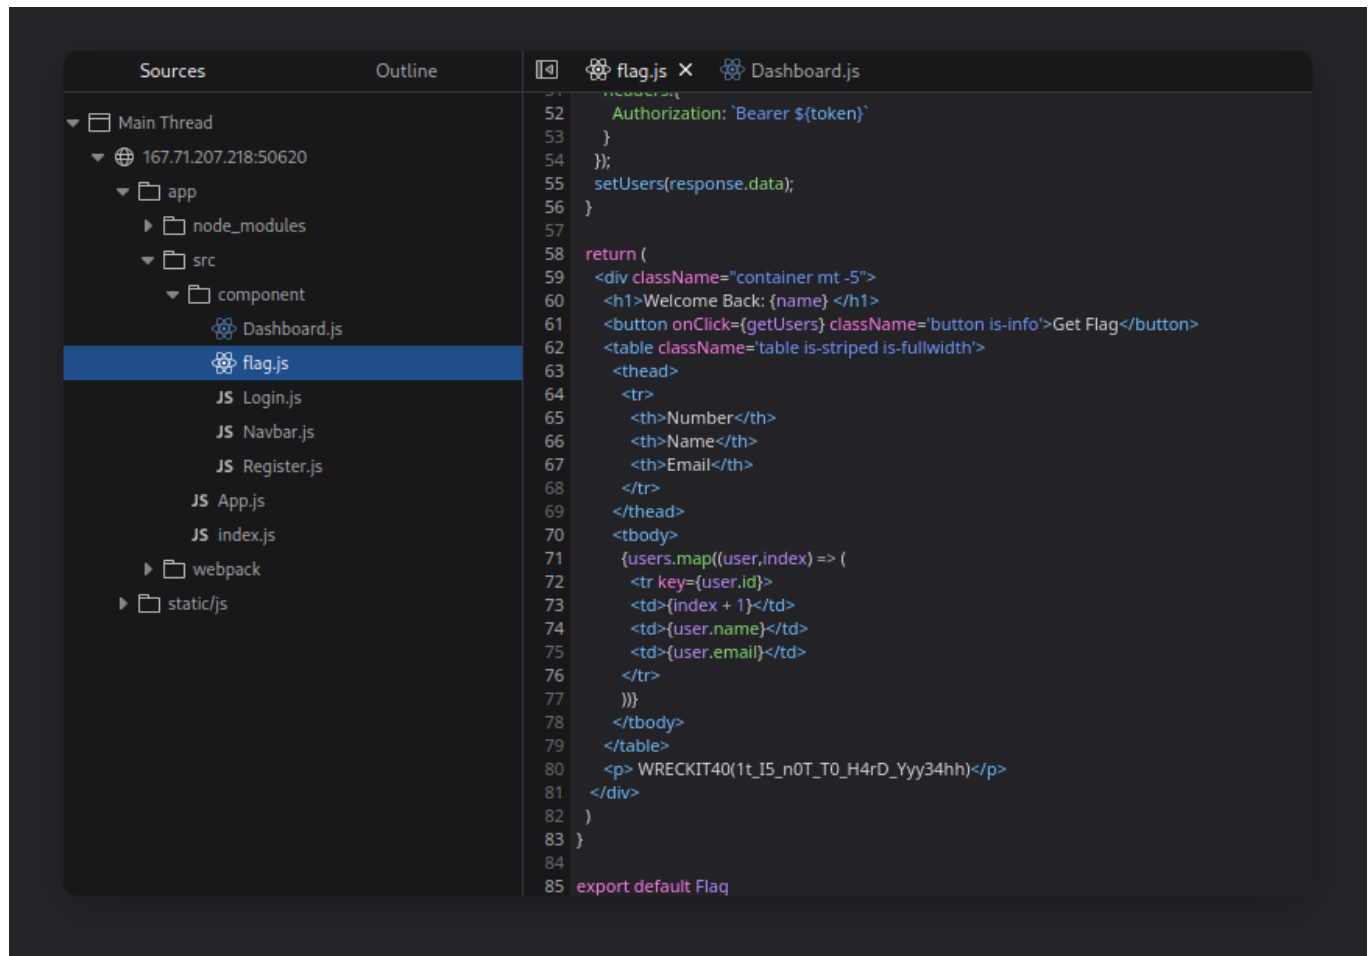 Sources
Outline
Main Thread
167.71.207.218:50620
app
node_modules
src
component
Dashboard.js
flag.js
JS Login.js
JS Navbar.js
JS Register.js
JS App.js
JS index.js
webpack
static/js
flag.js
Dashboard.js
51 headers:{
52 Authorization: `Bearer ${token}`
53 }
54 });
55 setUsers(response.data);
56 }
57
58 return (
59 <div className="container mt -5">
60 <h1>Welcome Back: {name} </h1>
61 <button onClick={getUsers} className='button is-info'>Get Flag</button>
62 <table className='table is-striped is-fullwidth'>
63 <thead>
64 <tr>
65 <th>Number</th>
66 <th>Name</th>
67 <th>Email</th>
68 </tr>
69 </thead>
70 <tbody>
71 {users.map((user,index) => (
72 <tr key={user.id}>
73 <td>{index + 1}</td>
74 <td>{user.name}</td>
75 <td>{user.email}</td>
76 </tr>
77 ))}
78 </tbody>
79 </table>
80 <p> WRECKIT40(1t_I5_n0T_T0_H4rD_Yyy34hh)</p>
81 </div>
82 )
83 }
84
85 export default Flag